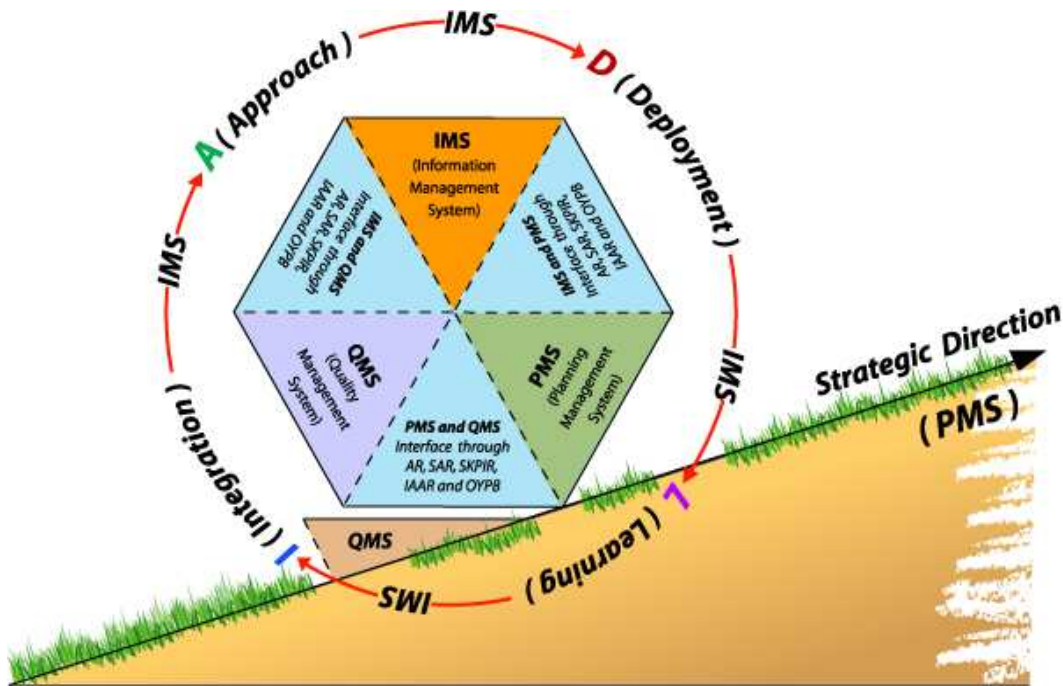 IMS
A (Approach)
D (Deployment)
IMS
IMS
IMS
(Information
Management
System)
IMS and QMS
Interface through
AR, SAR, SKPIR,
IAAR and OYPB
IMS and PMS
Interface through
AR, SAR, SKPIR,
IAAR and OYPB
QMS
(Quality
Management
System)
PMS
(Planning
Management
System)
PMS and QMS
Interface through
AR, SAR, SKPIR,
IAAR and OYPB
Strategic Direction
(PMS)
QMS
L (Learning)
I (Integration)
IMS